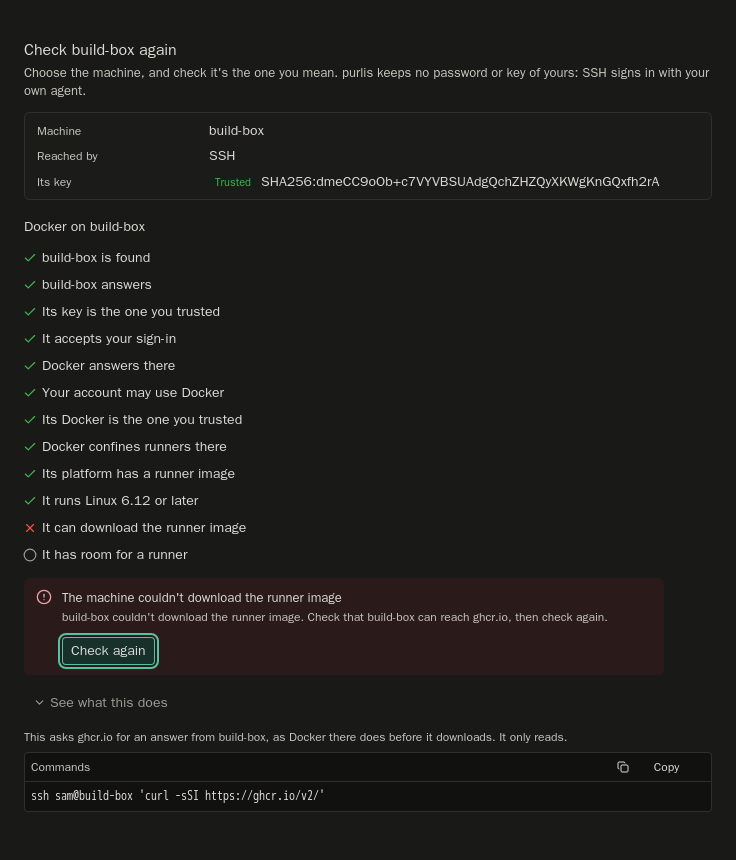 Check build-box again
Choose the machine, and check it's the one you mean. purlis keeps no password or key of yours: SSH signs in with your
own agent.
Machine build-box
Reached by SSH
Its key Trusted SHA256:dmeCC9oOb+c7VYVBSUAdgQchZHZQyXKWgKnGQxfh2rA
Docker on build-box
build-box is found
build-box answers
Its key is the one you trusted
It accepts your sign-in
Docker answers there
Your account may use Docker
Its Docker is the one you trusted
Docker confines runners there
Its platform has a runner image
It runs Linux 6.12 or later
It can download the runner image
It has room for a runner
The machine couldn't download the runner image
build-box couldn't download the runner image. Check that build-box can reach ghcr.io, then check again.
Check again
See what this does
This asks ghcr.io for an answer from build-box, as Docker there does before it downloads. It only reads.
Commands Copy
ssh sam@build-box 'curl -sSI https://ghcr.io/v2/'